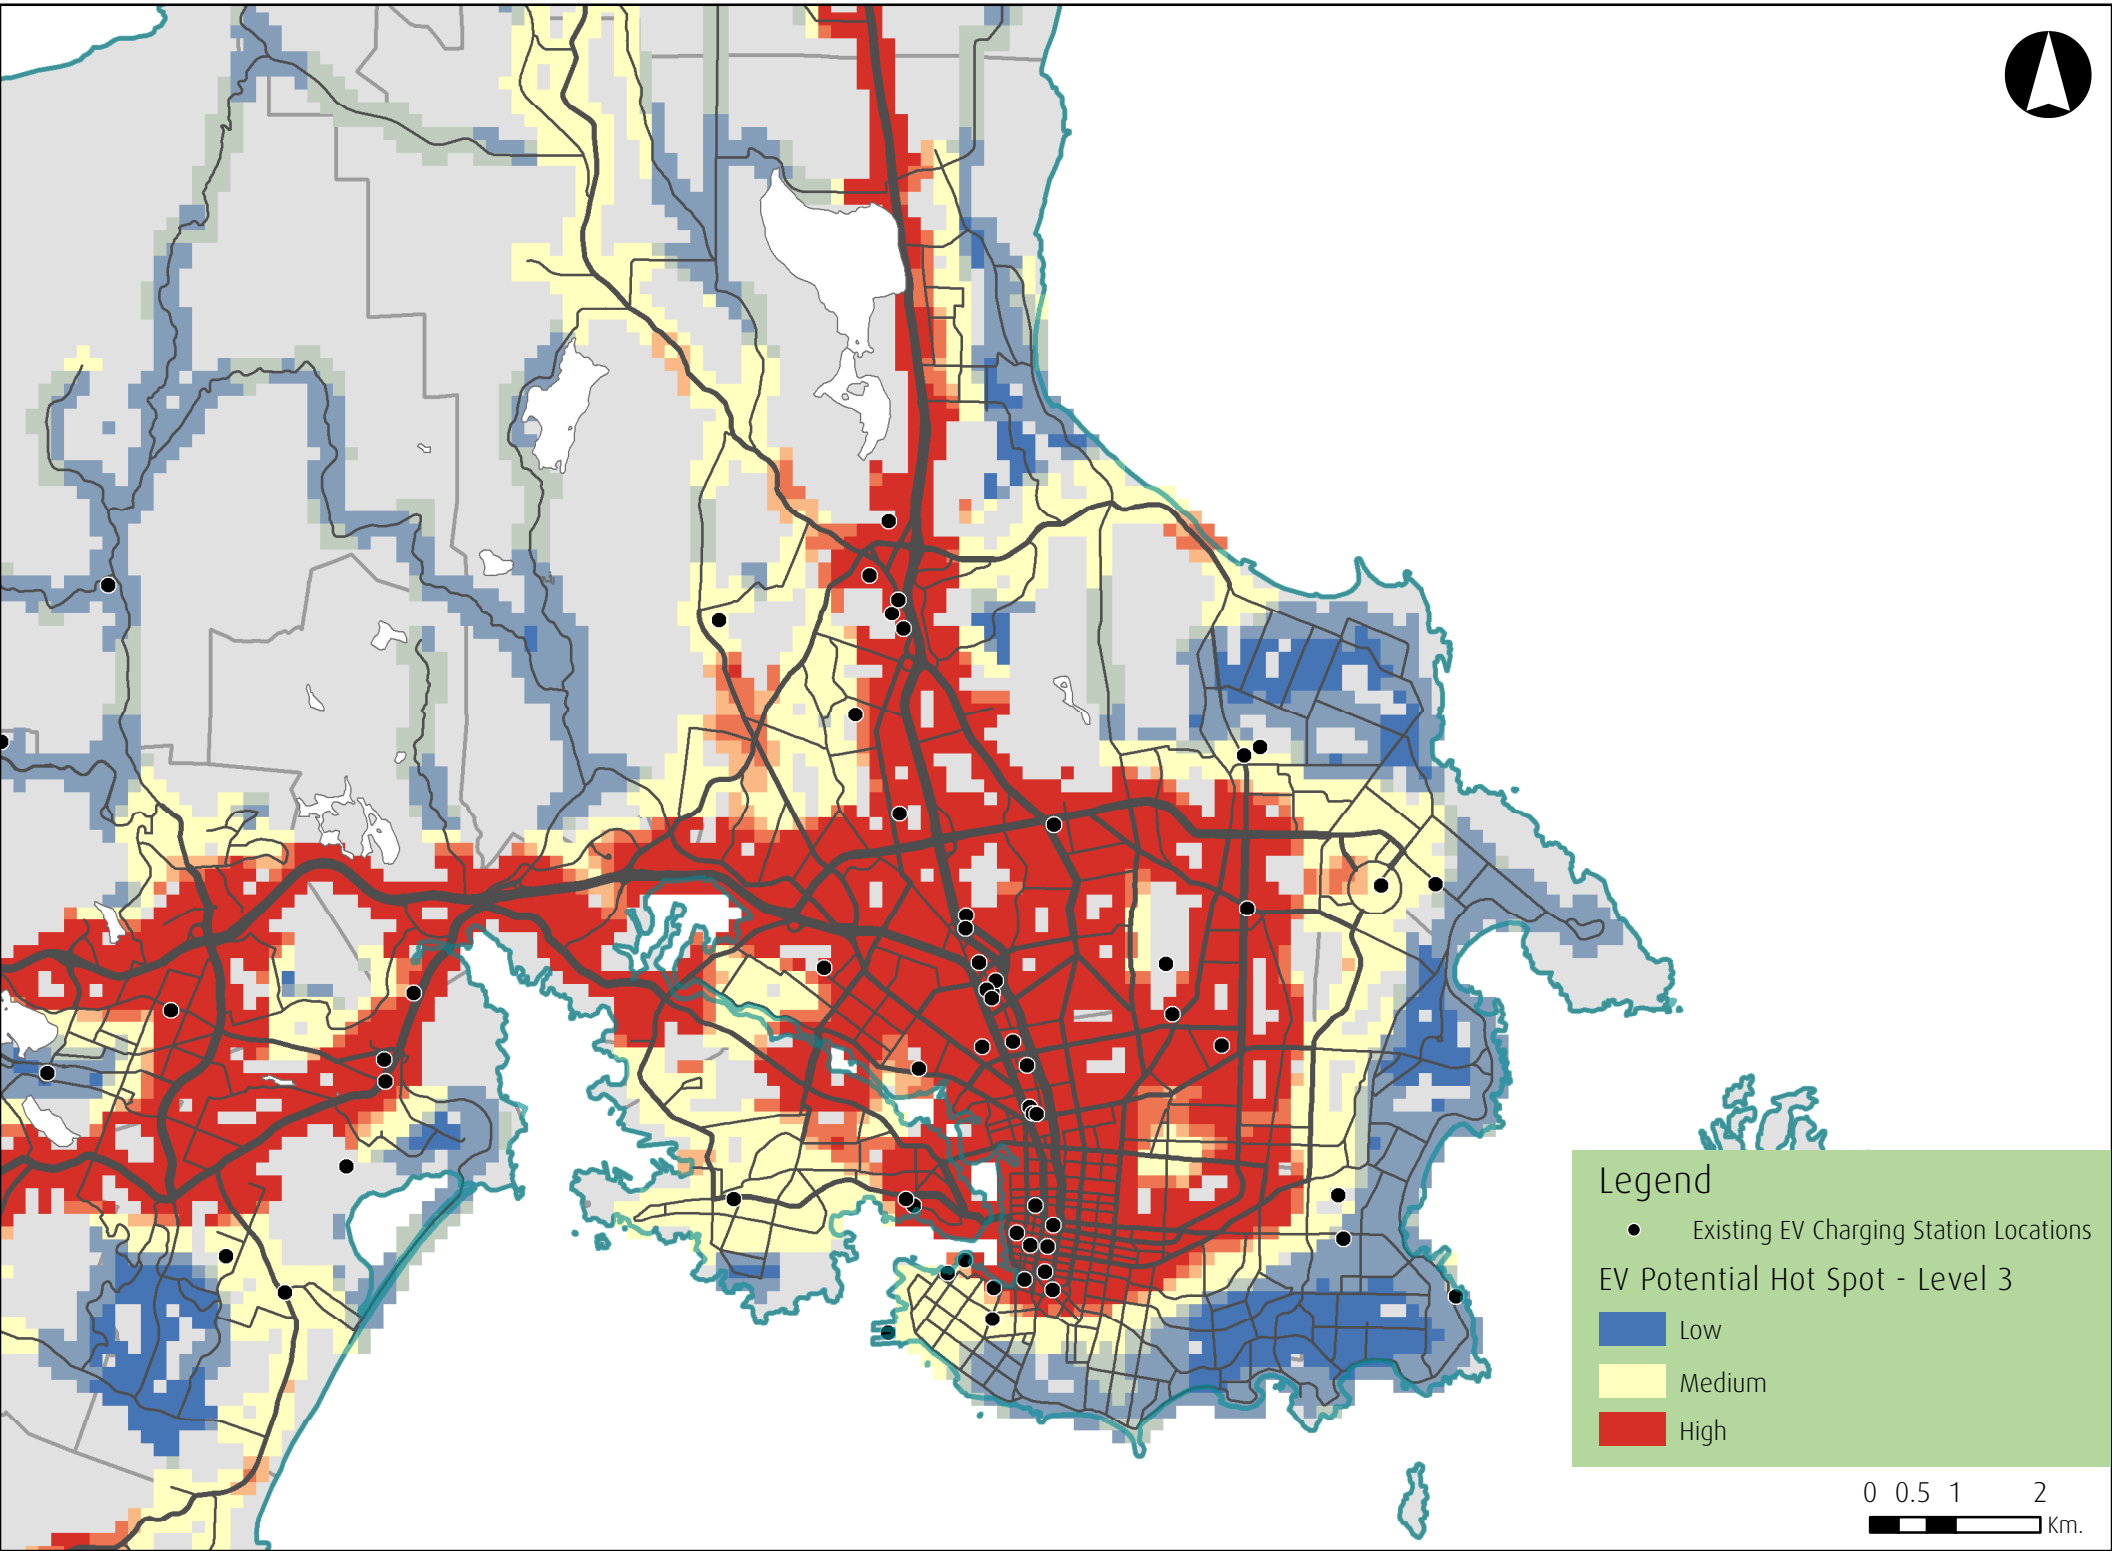 Legend
Existing EV Charging Station Locations
EV Potential Hot Spot - Level 3
Low
Medium
High
0 0.5 1 2
Km.